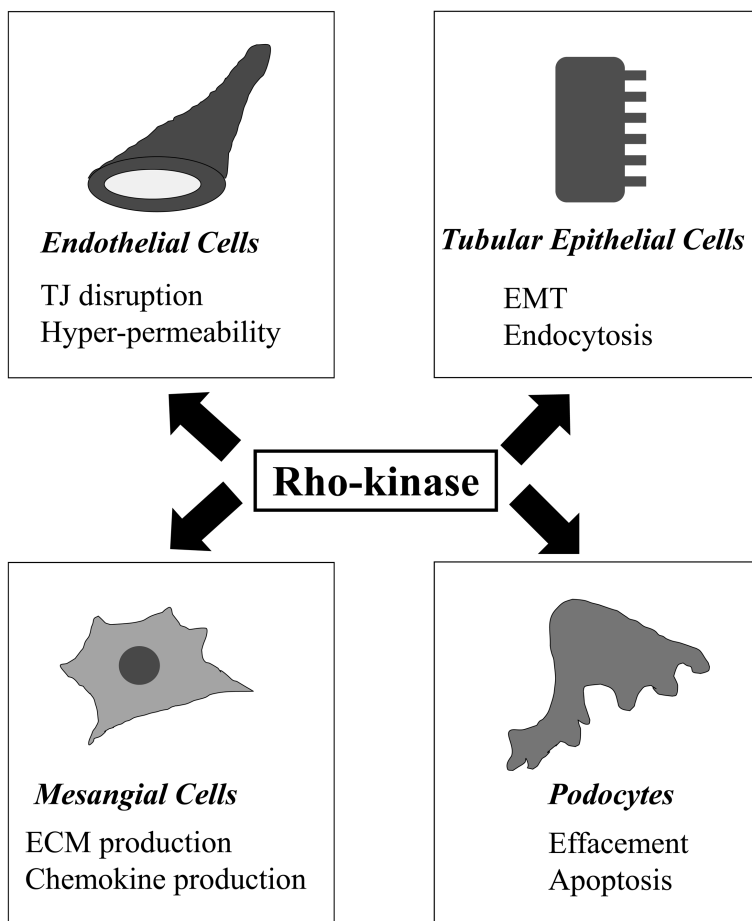 Endothelial Cells
TJ disruption
Hyper-permeability
Tubular Epithelial Cells
EMT
Endocytosis
Rho-kinase
Mesangial Cells
ECM production
Chemokine production
Podocytes
Effacement
Apoptosis